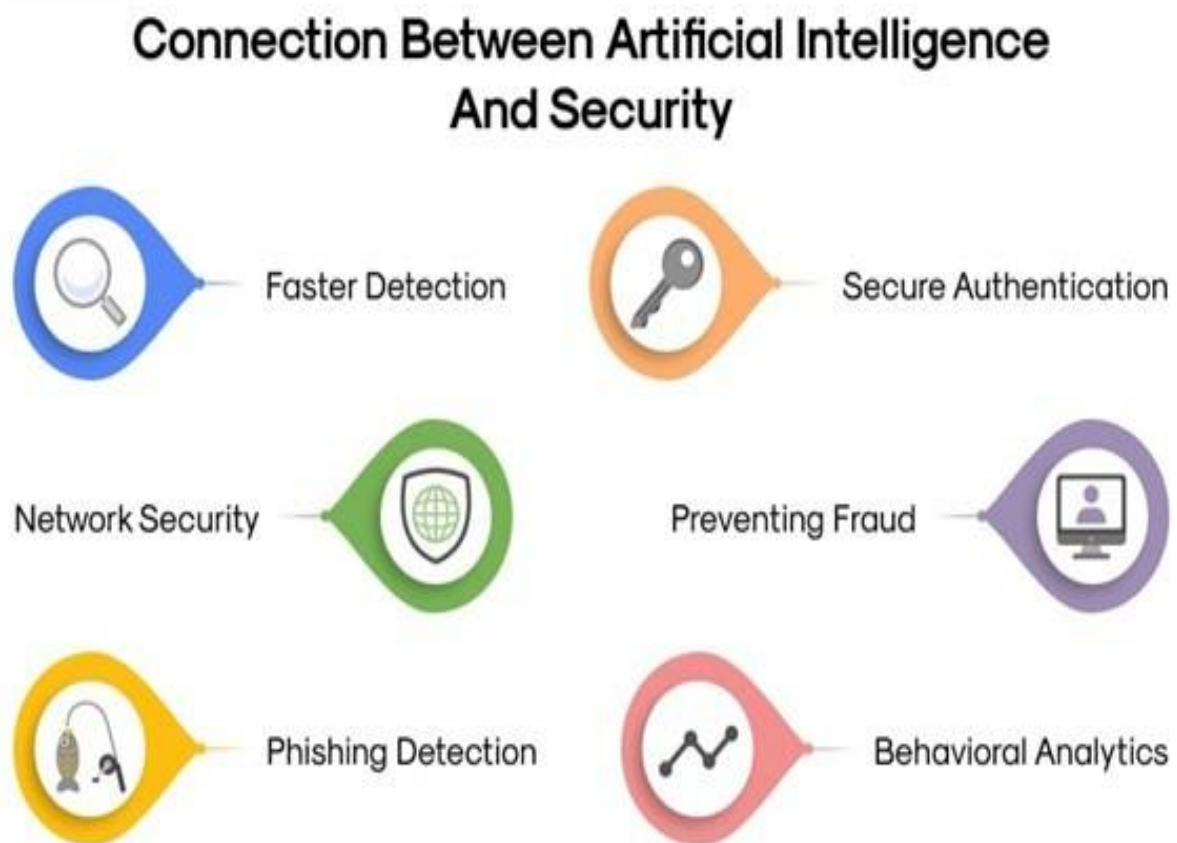 Connection Between Artificial Intelligence
And Security
Faster Detection
Secure Authentication
Network Security
Preventing Fraud
Phishing Detection
Behavioral Analytics